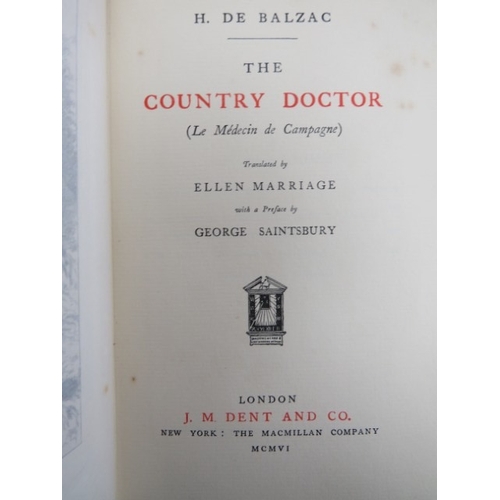 H. DE BALZAC
THE
COUNTRY DOCTOR
(Le Médecin de Campagne)
Translated by
ELLEN MARRIAGE
with a Preface by
GEORGE SAINTSBURY
LONDON
J. M. DENT AND CO.
NEW YORK: THE MACMILLAN COMPANY
MCMVI